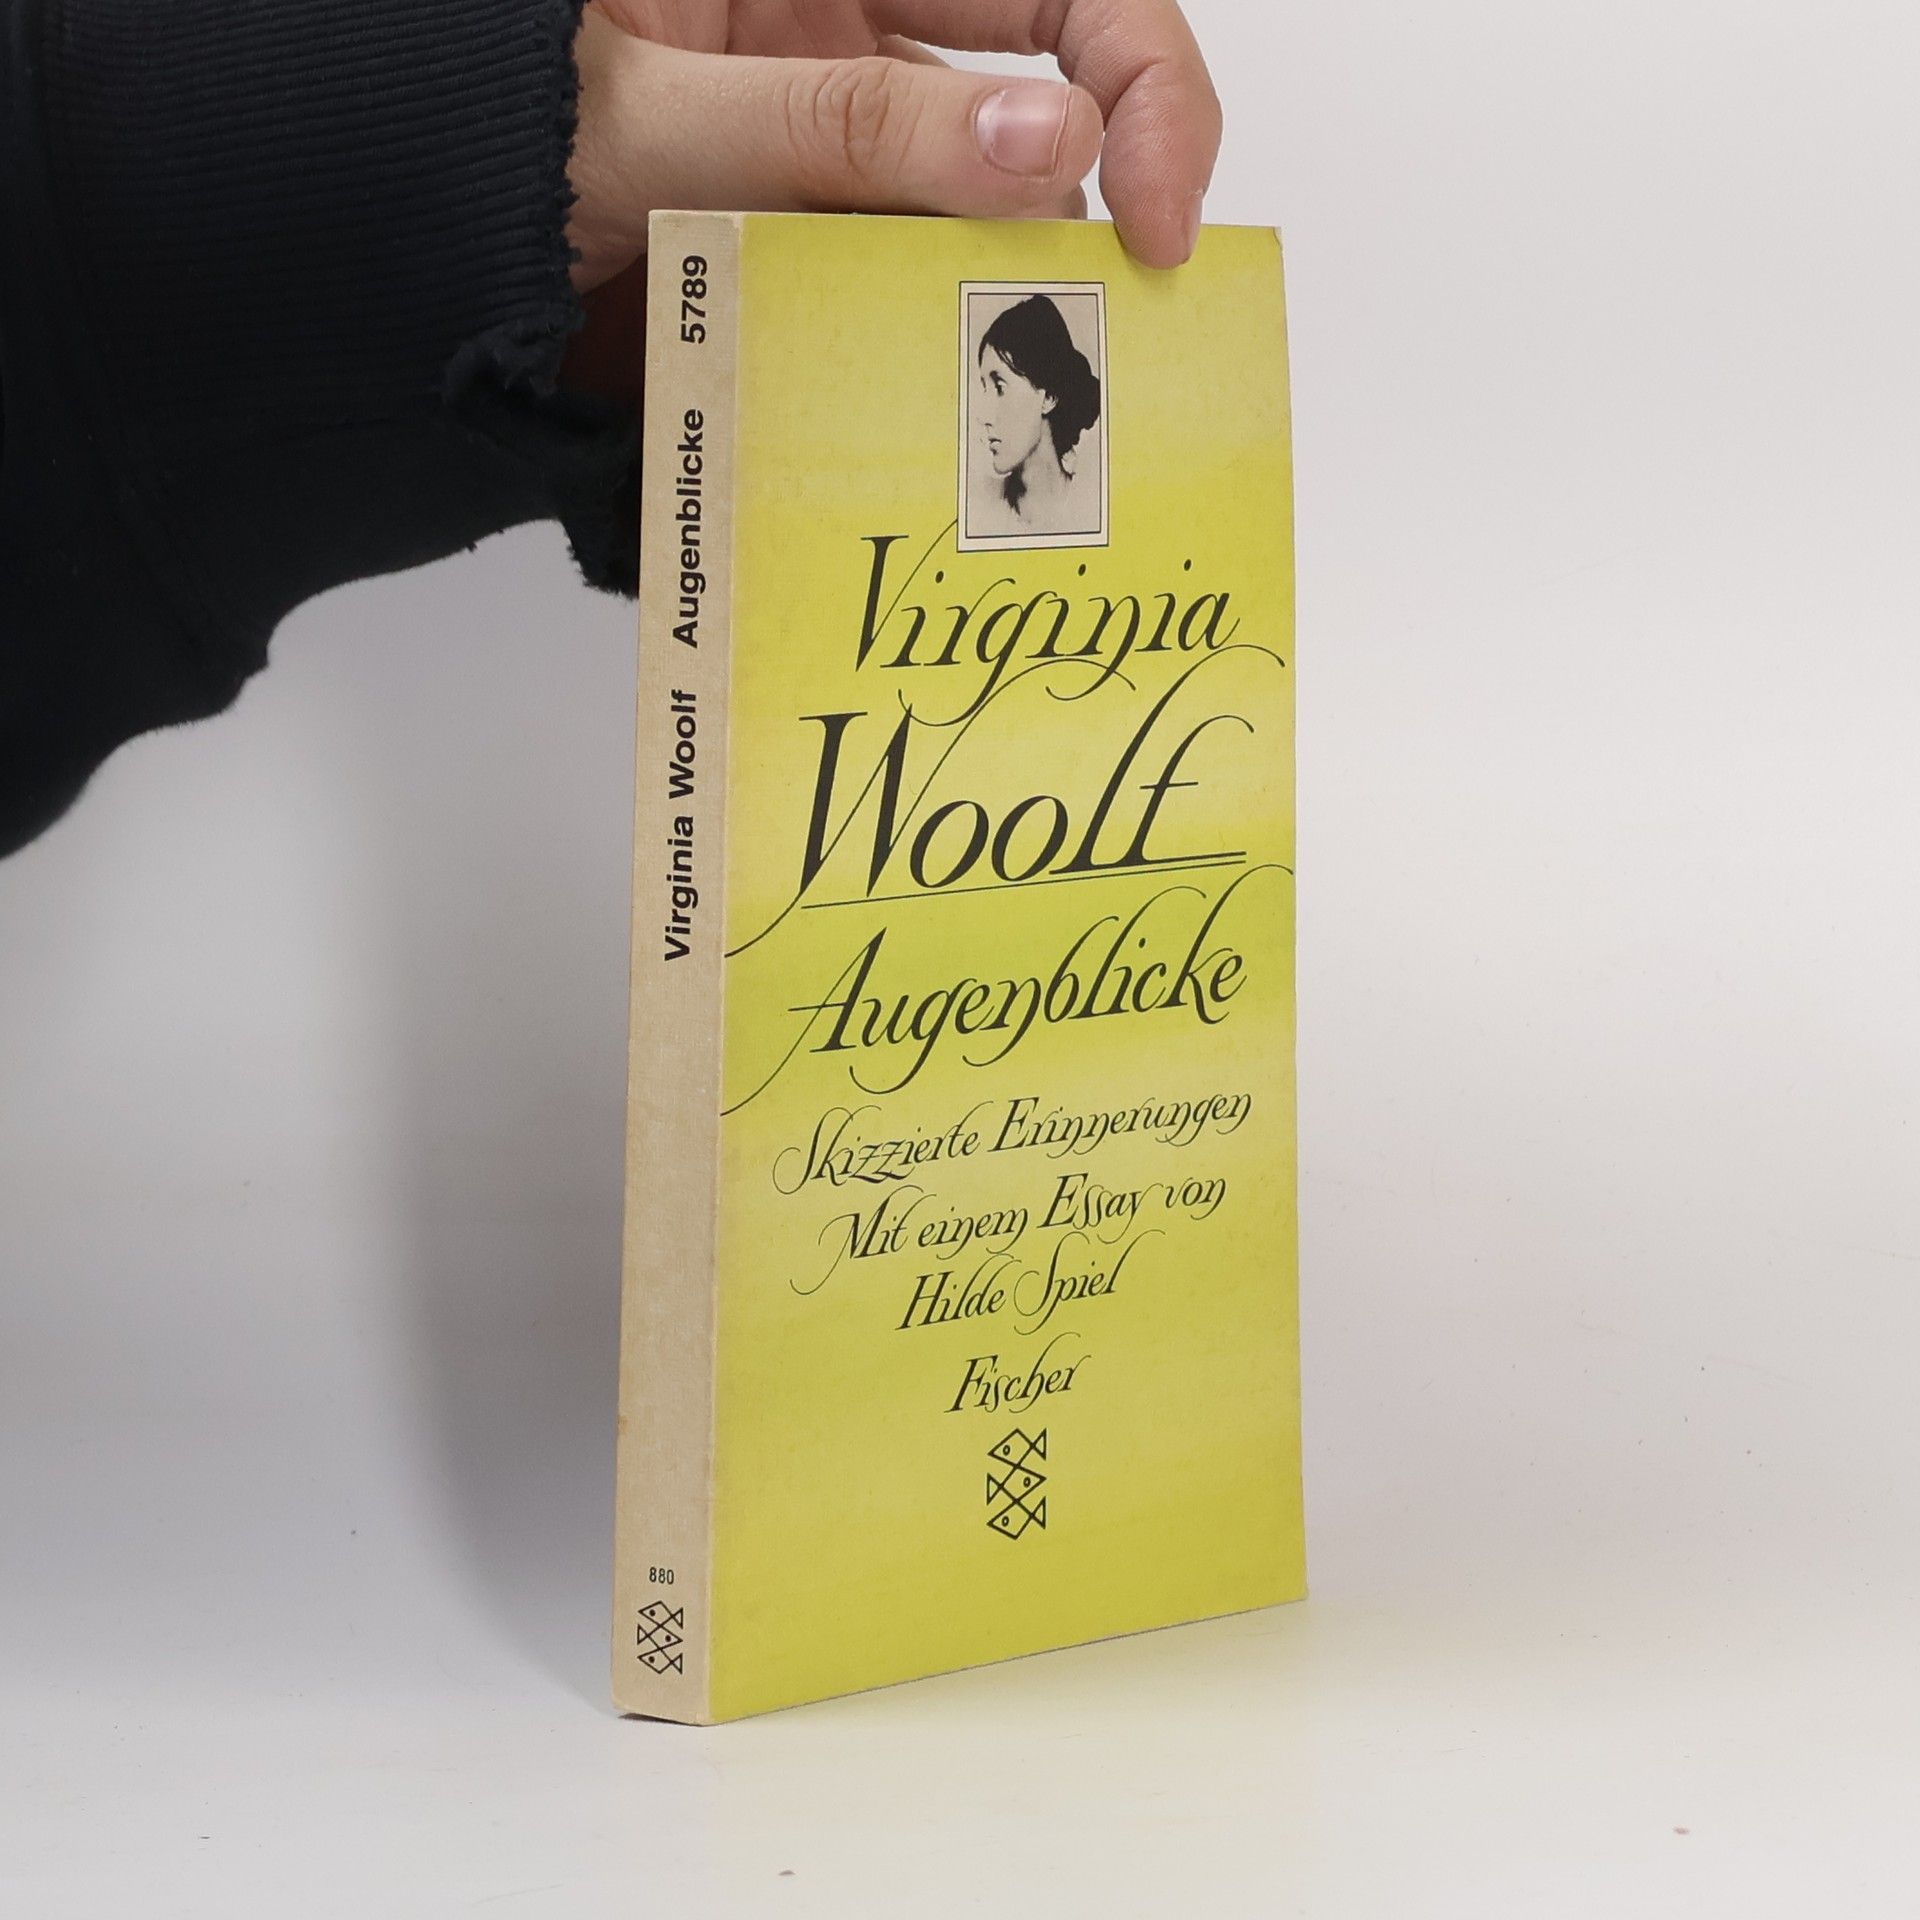 Virginia Woolf Augenblicke 5789
880
Virginia
Woolf
Augenblicke
Skizzierte Erinnerungen
Mit einem Essay von
Hilde Spiel
Fischer